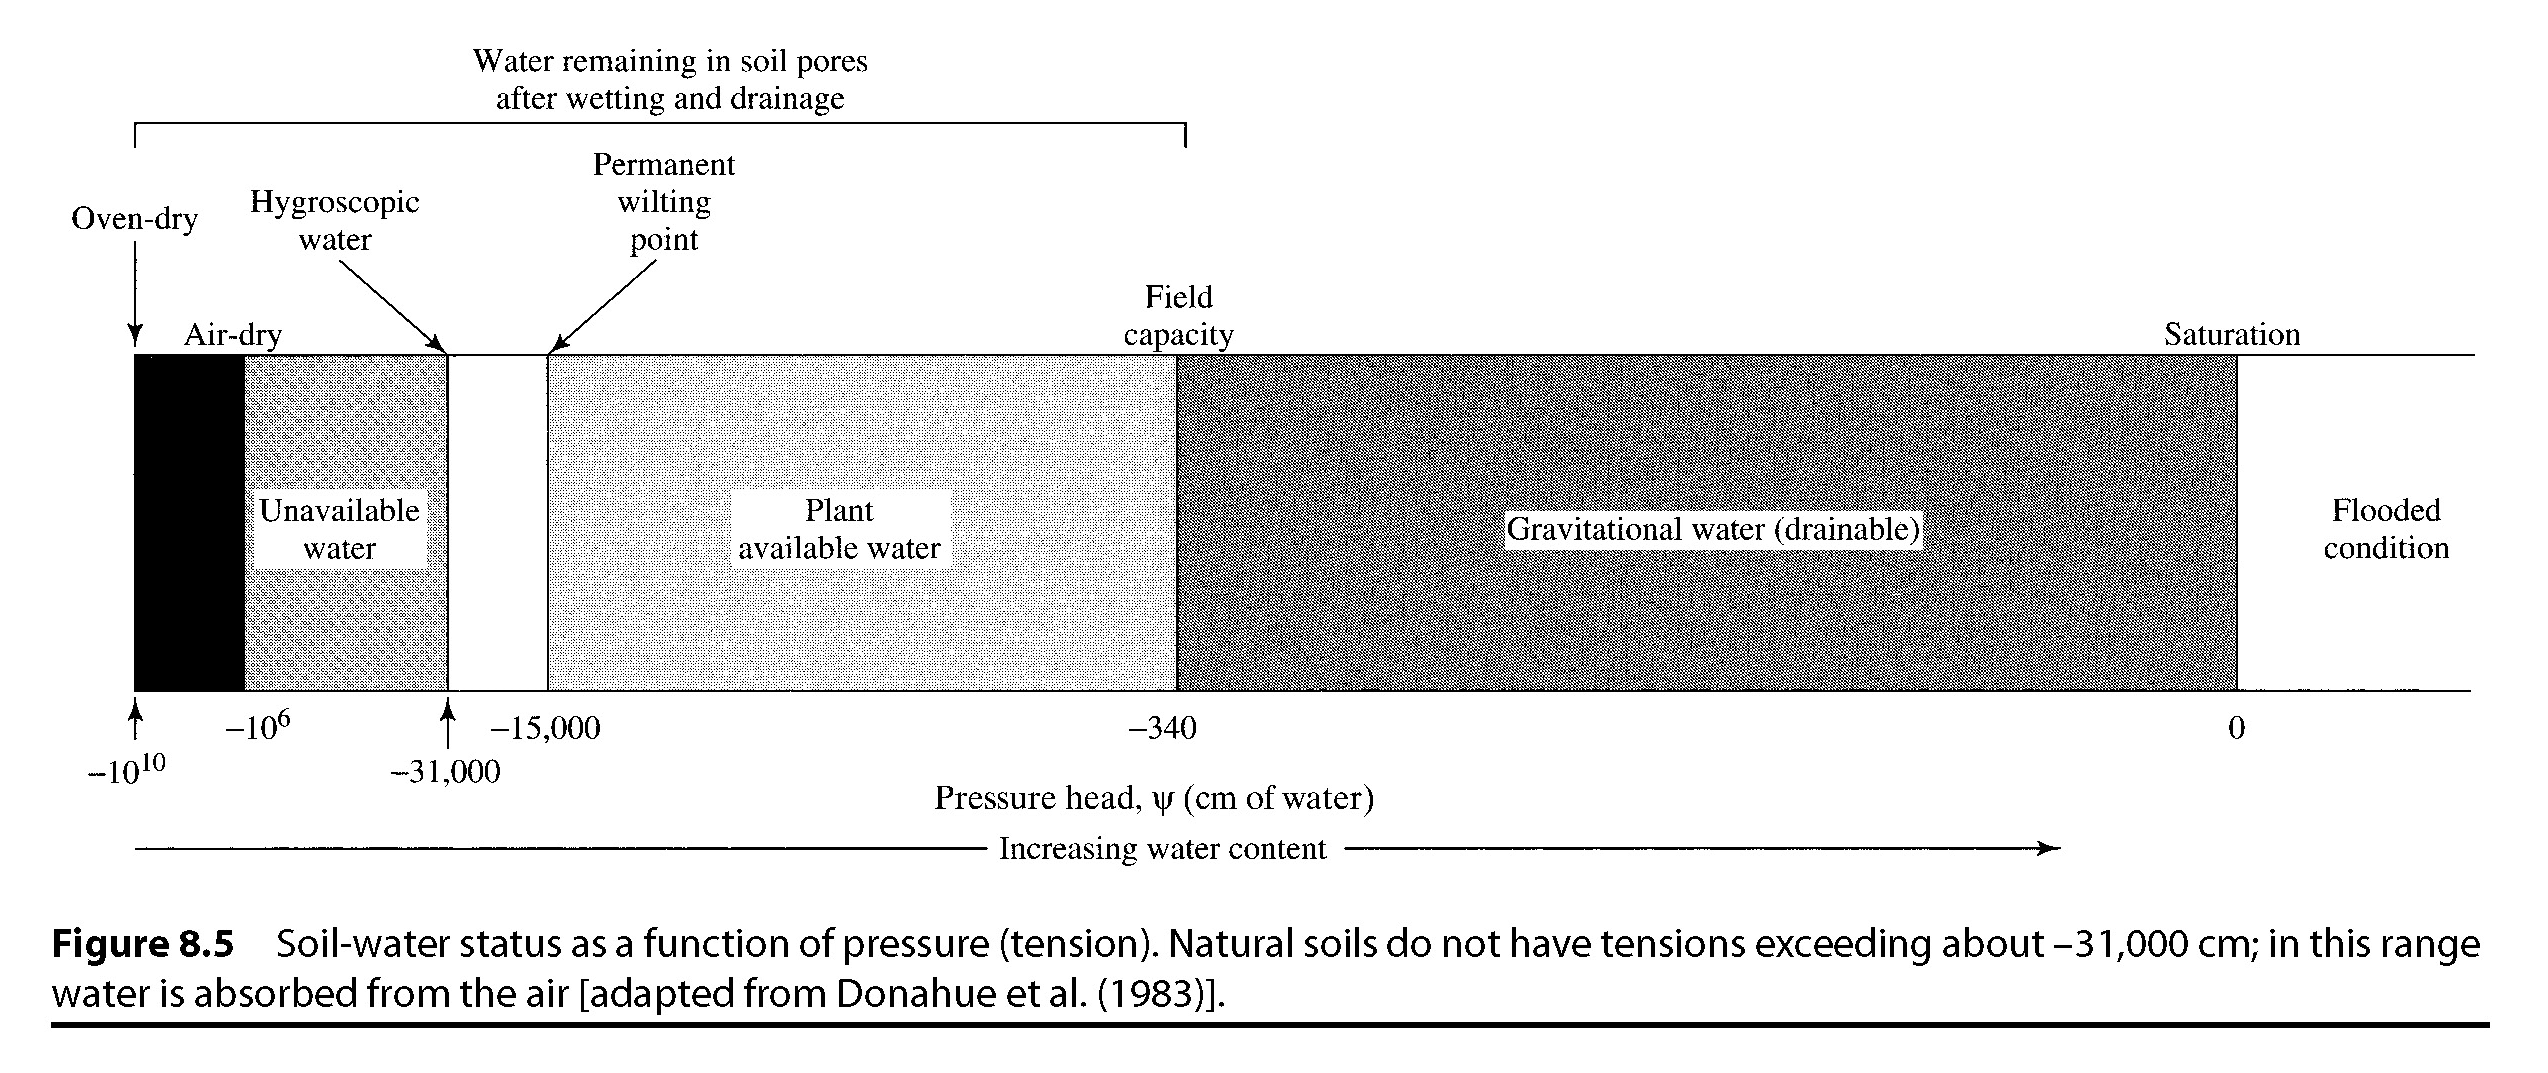 Water remaining in soil pores
after wetting and drainage
Permanent
wilting
point
Hygroscopic
water
Oven-dry
Air-dry
Field
capacity
Saturation
Unavailable
water
Plant
available water
Gravitational water (drainable)
Flooded
condition
–10⁶
–15,000
–340
0
–10¹⁰
–31,000
Pressure head, ψ (cm of water)
Increasing water content
Figure 8.5 Soil-water status as a function of pressure (tension). Natural soils do not have tensions exceeding about –31,000 cm; in this range
water is absorbed from the air [adapted from Donahue et al. (1983)].